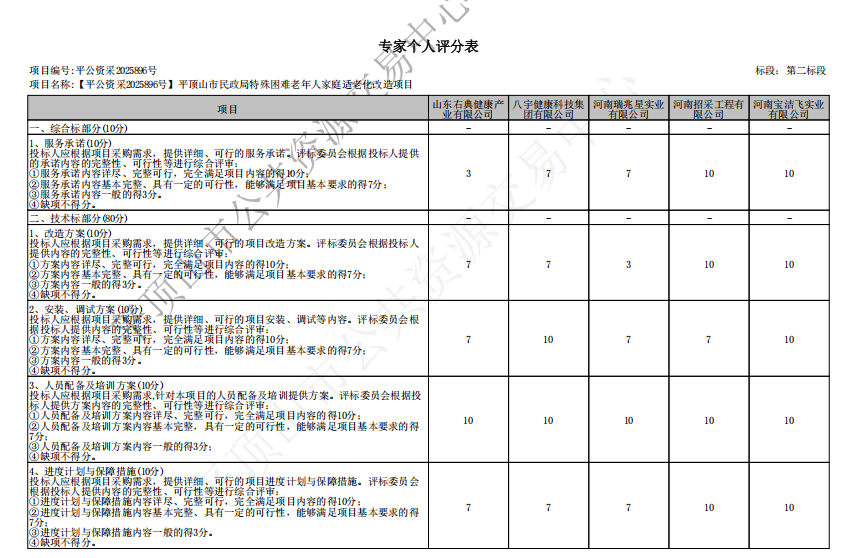 专家个人评分表
项目编号:平公资采2025896号 标段：第二标段
项目名称:【平公资采2025896号】平顶山市民政局特殊困难老年人家庭适老化改造项目
项目 山东右典健康产业有限公司 八宇健康科技集团有限公司 河南瑞兆星实业有限公司 河南招采工程有限公司 河南宝洁飞实业有限公司
一、综合标部分(10分) - - - - -
1、服务承诺(10分)
投标人应根据项目采购需求，提供详细、可行的服务承诺。评标委员会根据投标人提供
的承诺内容的完整性、可行性等进行综合评审:
①服务承诺内容详尽、完整可行，完全满足项目内容的得10分;
②服务承诺内容基本完整、具有一定的可行性，能够满足项目基本要求的得7分;
③服务承诺内容一般的得3分。
④缺项不得分。
3 7 7 10 10
二、技术标部分(80分) - - - - -
1、改造方案(10分)
投标人应根据项目采购需求，提供详细、可行的项目改造方案。评标委员会根据投标人
提供内容的完整性、可行性等进行综合评审:
①方案内容详尽、完整可行，完全满足项目内容的得10分;
②方案内容基本完整、具有一定的可行性，能够满足项目基本要求的得7分;
③方案内容一般的得3分。
④缺项不得分。
7 7 3 10 10
2、安装、调试方案(10分)
投标人应根据项目采购需求，提供详细、可行的项目安装、调试等内容。评标委员会根
据投标人提供内容的完整性、可行性等进行综合评审:
①方案内容详尽、完整可行，完全满足项目内容的得10分;
②方案内容基本完整、具有一定的可行性，能够满足项目基本要求的得7分;
③方案内容一般的得3分。
④缺项不得分。
7 10 7 7 10
3、人员配备及培训方案(10分)
投标人应根据项目采购需求,针对本项目的人员配备及培训提供方案。评标委员会根据投
标人提供方案内容的完整性、可行性等进行综合评审:
①人员配备及培训方案内容详尽、完整可行，完全满足项目内容的得10分;
②人员配备及培训方案内容基本完整，具有一定的可行性，能够满足项目基本要求的得
7分;
③人员配备及培训方案内容一般的得3分;
④缺项不得分。
10 10 10 10 10
4、进度计划与保障措施(10分)
投标人应根据项目采购需求，提供详细、可行的项目进度计划与保障措施。评标委员会
根据投标人提供内容的完整性、可行性等进行综合评审:
①进度计划与保障措施内容详尽、完整可行，完全满足项目内容的得10分;
②进度计划与保障措施内容基本完整、具有一定的可行性，能够满足项目基本要求的得
7分;
③进度计划与保障措施内容一般的得3分。
④缺项不得分。
7 7 7 10 10
顶山市公共资源交易中心
顶山市公共资源交易中心